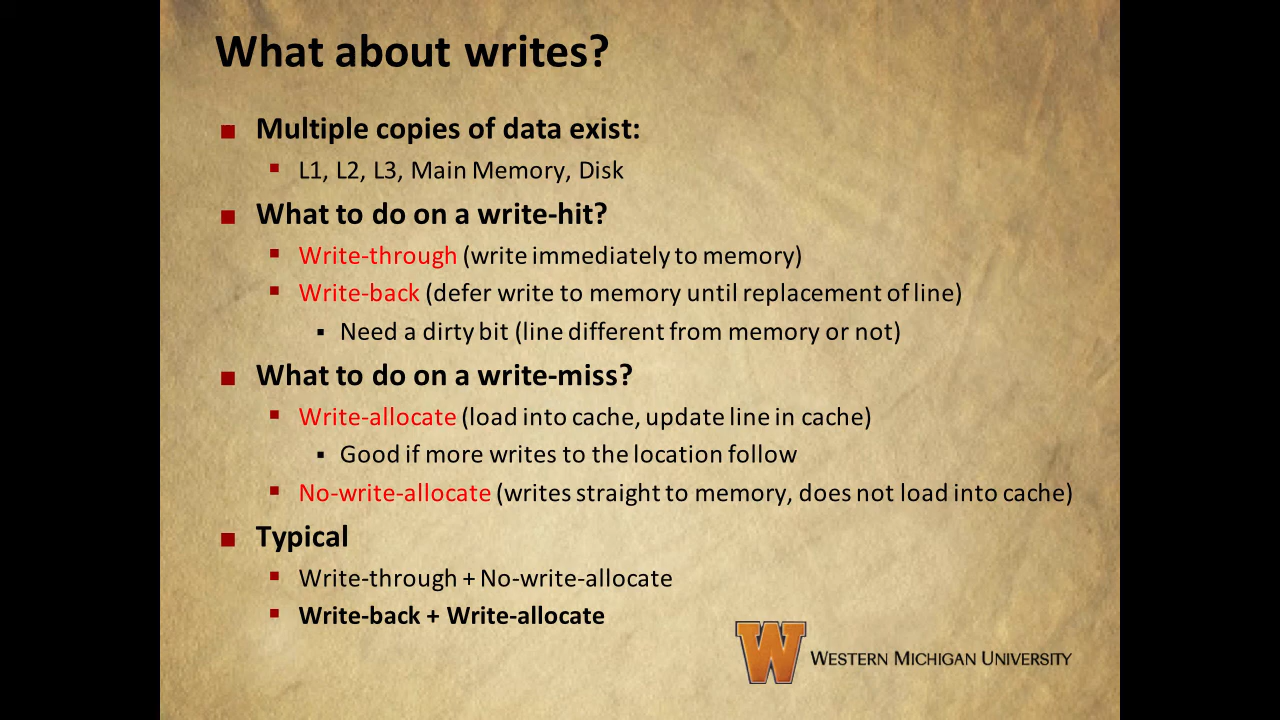 What about writes?
Multiple copies of data exist:
L1, L2, L3, Main Memory, Disk
What to do on a write-hit?
Write-through (write immediately to memory)
Write-back (defer write to memory until replacement of line)
Need a dirty bit (line different from memory or not)
What to do on a write-miss?
Write-allocate (load into cache, update line in cache)
Good if more writes to the location follow
No-write-allocate (writes straight to memory, does not load into cache)
Typical
Write-through + No-write-allocate
Write-back + Write-allocate
W WESTERN MICHIGAN UNIVERSITY